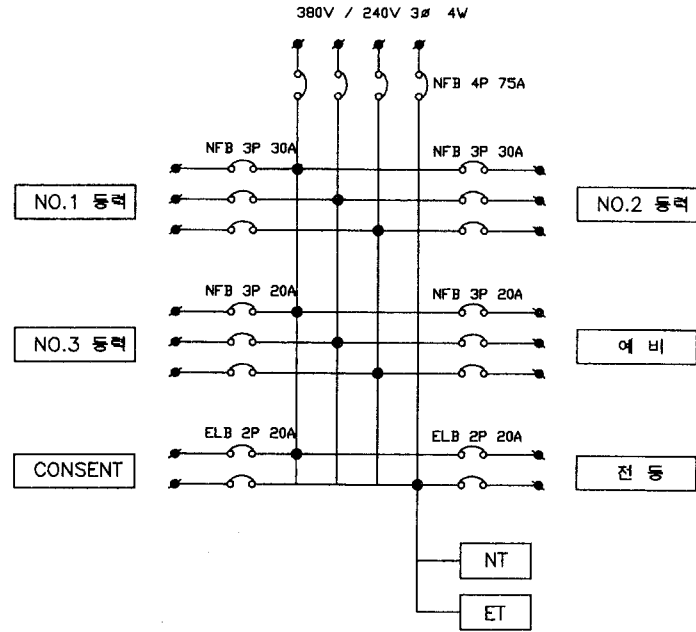 380V / 240V 3ø 4W
NFB 4P 75A
NFB 3P 30A
NFB 3P 30A
NO.1 동력
NO.2 동력
NFB 3P 20A
NFB 3P 20A
NO.3 동력
예 비
ELB 2P 20A
ELB 2P 20A
CONSENT
전 등
NT
ET